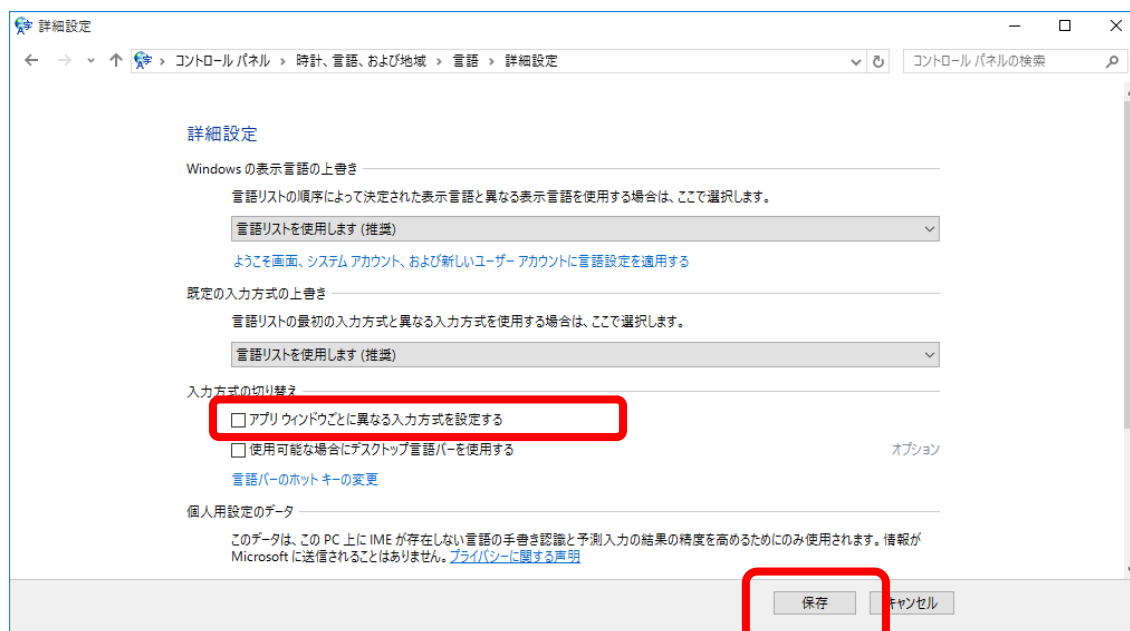 詳細設定
コントロール パネル › 時計、言語、および地域 › 言語 › 詳細設定
コントロール パネルの検索
詳細設定
Windows の表示言語の上書き
言語リストの順序によって決定された表示言語と異なる表示言語を使用する場合は、ここで選択します。
言語リストを使用します (推奨)
ようこそ画面、システム アカウント、および新しいユーザー アカウントに言語設定を適用する
既定の入力方式の上書き
言語リストの最初の入力方式と異なる入力方式を使用する場合は、ここで選択します。
言語リストを使用します (推奨)
入力方式の切り替え
アプリ ウィンドウごとに異なる入力方式を設定する
使用可能な場合にデスクトップ言語バーを使用する
オプション
言語バーのホット キーの変更
個人用設定のデータ
このデータは、この PC 上に IME が存在しない言語の手書き認識と予測入力の結果の精度を高めるためにのみ使用されます。情報が
Microsoft に送信されることはありません。プライバシーに関する声明
保存
キャンセル